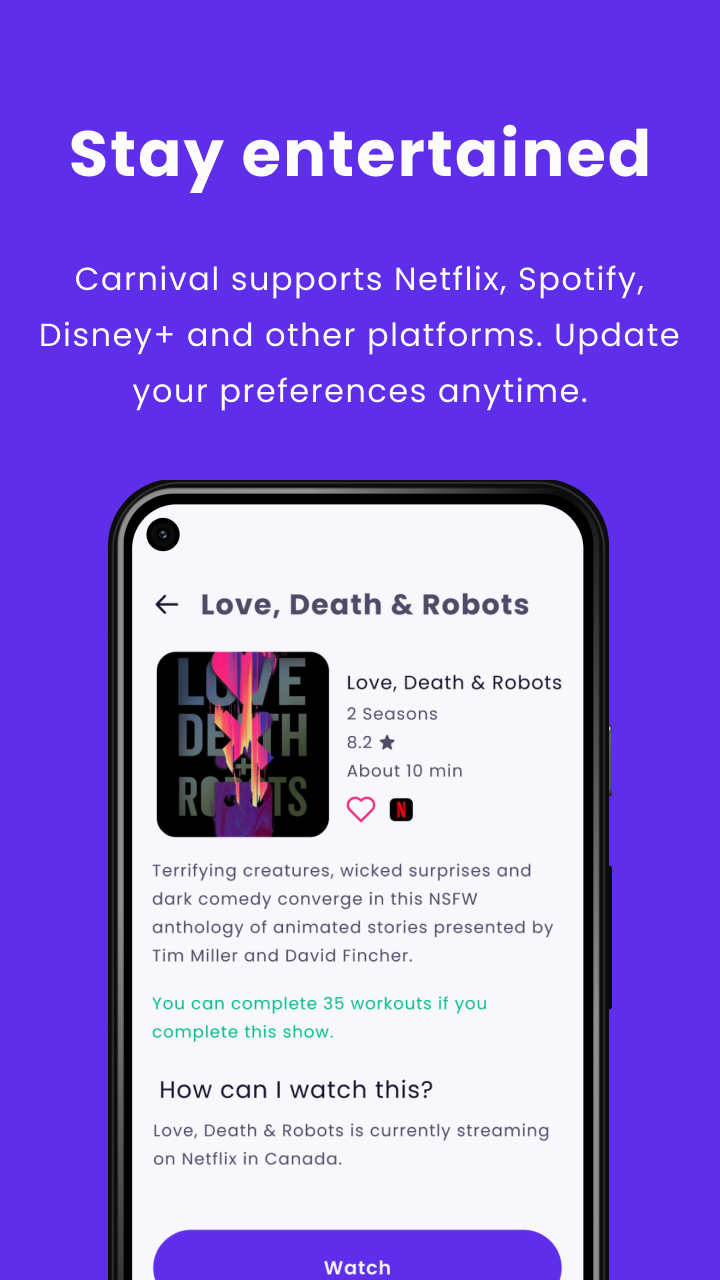 Stay entertained
Carnival supports Netflix, Spotify,
Disney+ and other platforms. Update
your preferences anytime.
Love, Death & Robots
LOVE
DEATH
+
ROBOTS
Love, Death & Robots
2 Seasons
8.2
About 10 min
N
Terrifying creatures, wicked surprises and
dark comedy converge in this NSFW
anthology of animated stories presented by
Tim Miller and David Fincher.
You can complete 35 workouts if you
complete this show.
How can I watch this?
Love, Death & Robots is currently streaming
on Netflix in Canada.
Watch